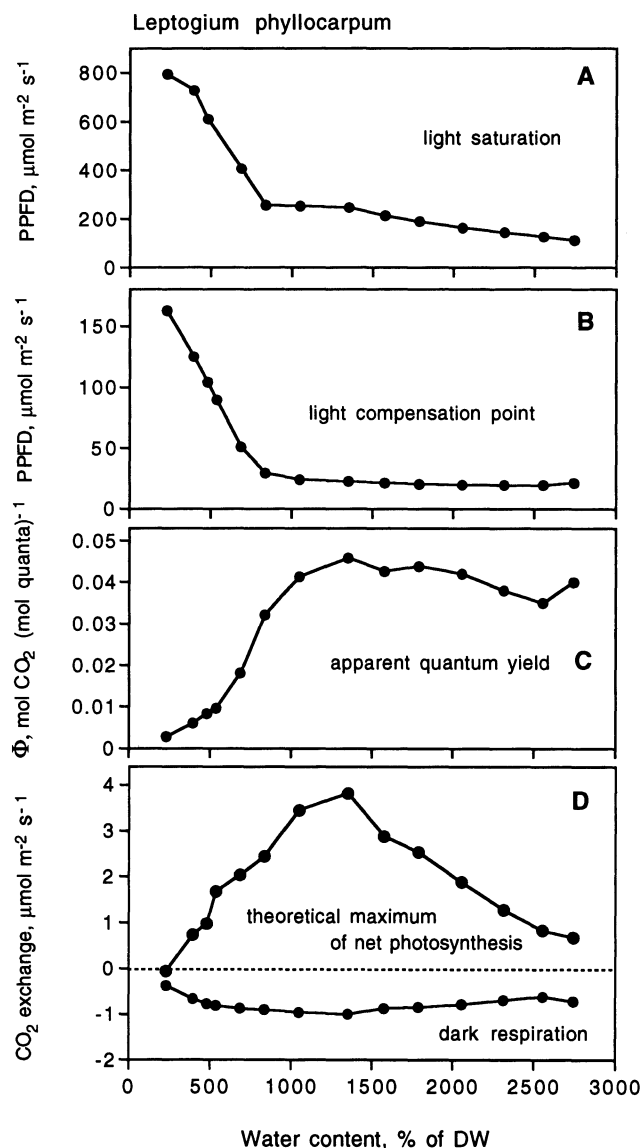 Leptogium phyllocarpum
A
light saturation
PPFD, µmol m-2 s-1
800
600
400
200
0
B
light compensation point
PPFD, µmol m-2 s-1
150
100
50
0
C
apparent quantum yield
Φ, mol CO2 (mol quanta)-1
0.05
0.04
0.03
0.02
0.01
0
D
theoretical maximum
of net photosynthesis
dark respiration
CO2 exchange, µmol m-2 s-1
4
3
2
1
0
-1
-2
0 500 1000 1500 2000 2500 3000
Water content, % of DW